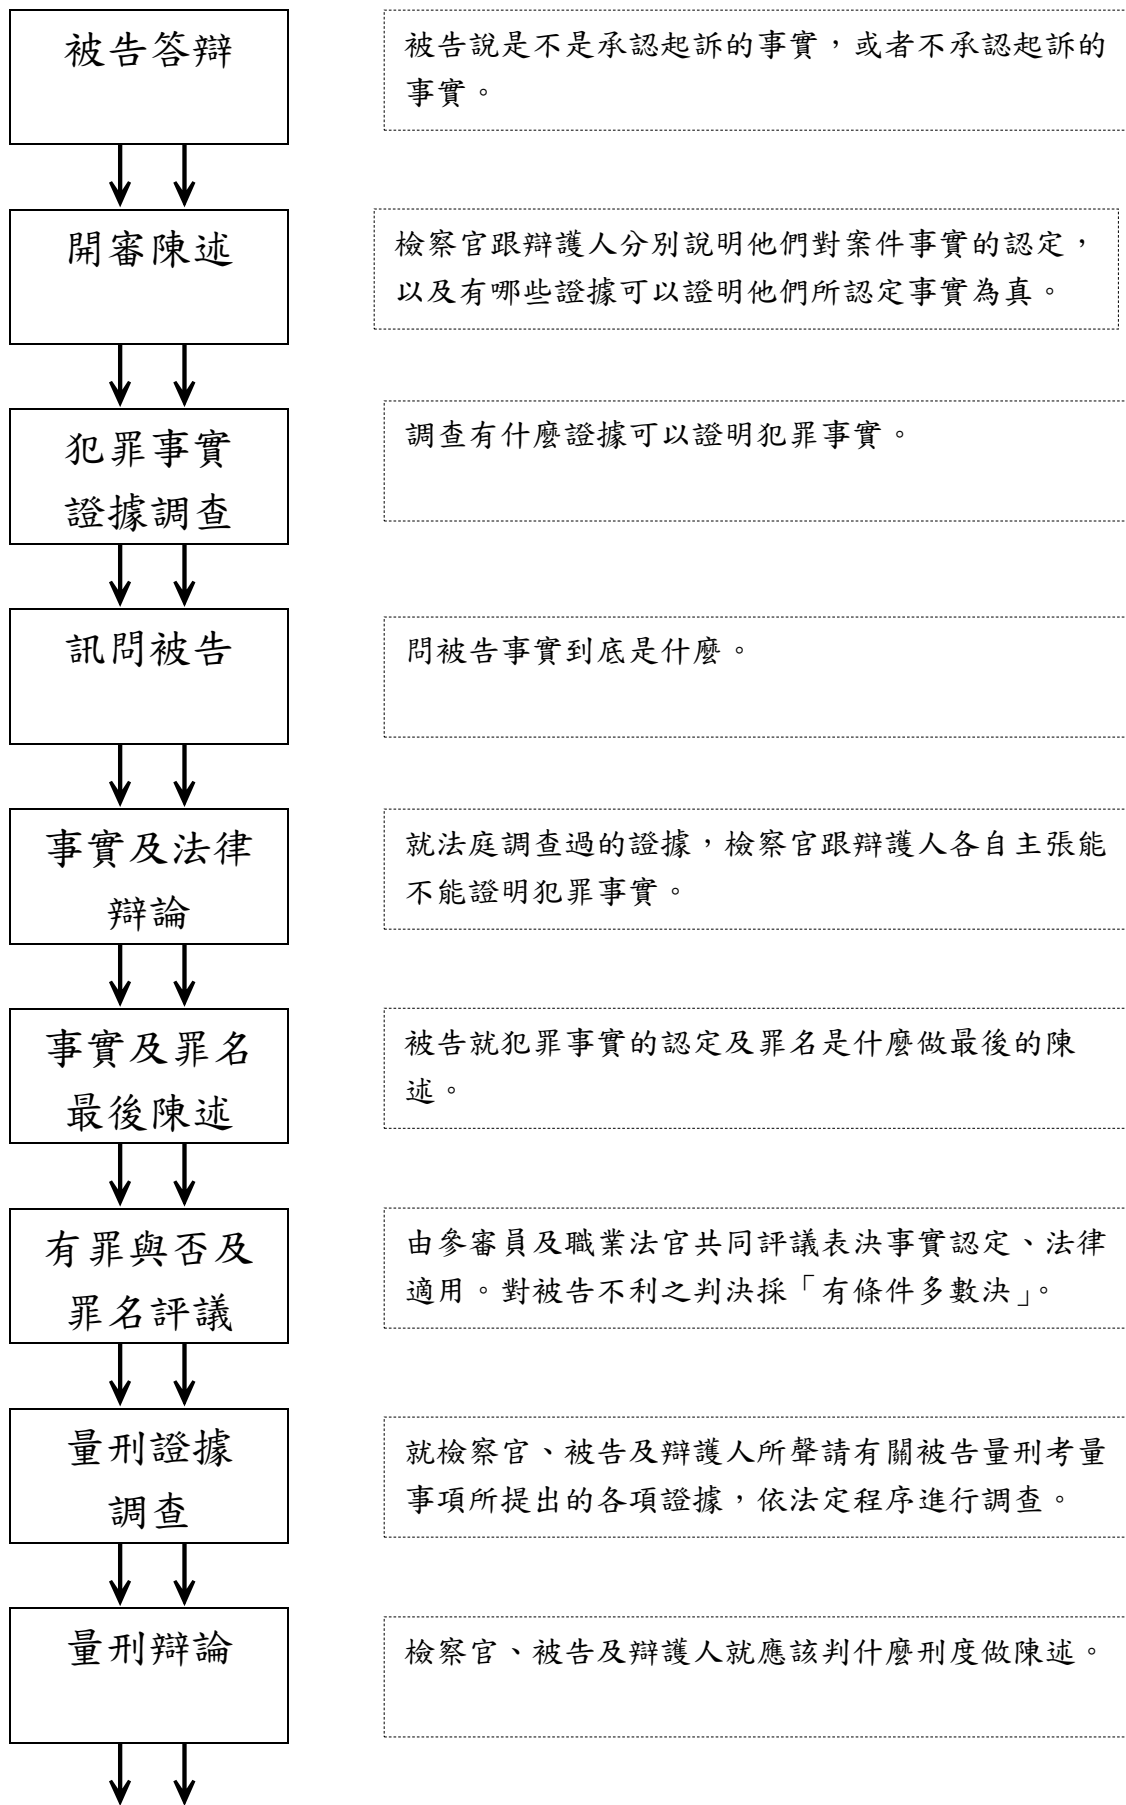 被告答辯
被告說是不是承認起訴的事實，或者不承認起訴的
事實。
開審陳述
檢察官跟辯護人分別說明他們對案件事實的認定，
以及有哪些證據可以證明他們所認定事實為真。
犯罪事實
證據調查
調查有什麼證據可以證明犯罪事實。
訊問被告
問被告事實到底是什麼。
事實及法律
辯論
就法庭調查過的證據，檢察官跟辯護人各自主張能
不能證明犯罪事實。
事實及罪名
最後陳述
被告就犯罪事實的認定及罪名是什麼做最後的陳
述。
有罪與否及
罪名評議
由參審員及職業法官共同評議表決事實認定、法律
適用。對被告不利之判決採「有條件多數決」。
量刑證據
調查
就檢察官、被告及辯護人所聲請有關被告量刑考量
事項所提出的各項證據，依法定程序進行調查。
量刑辯論
檢察官、被告及辯護人就應該判什麼刑度做陳述。